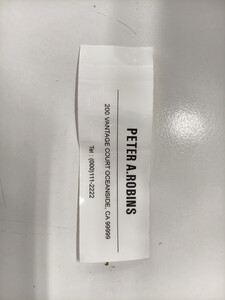 PETER A.ROBINS
200 VANTAGE COURT OCEANSIDE, CA 99999
Tel : (000)111-2222